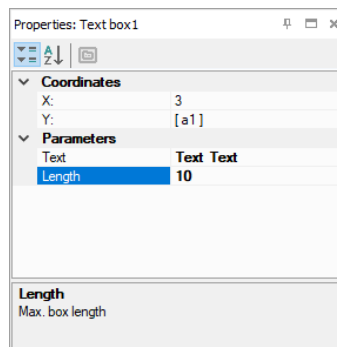 Properties: Text box1
A
Z
Coordinates
X: 3
Y: [a1]
Parameters
Text Text Text
Length 10
Length
Max. box length